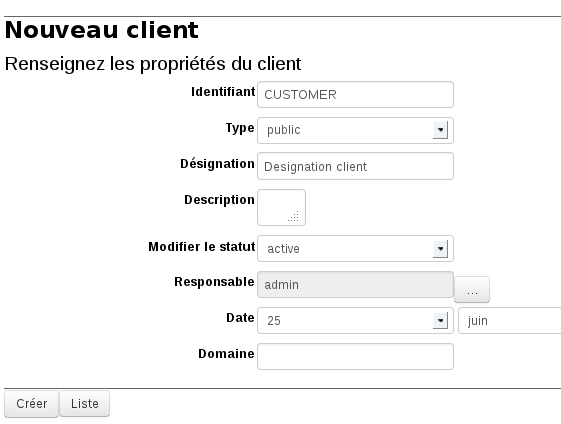 Nouveau client
Renseignez les propriétés du client
Identifiant CUSTOMER
Type public
Désignation Designation client
Description
Modifier le statut active
Responsable admin ...
Date 25 juin
Domaine
Créer Liste